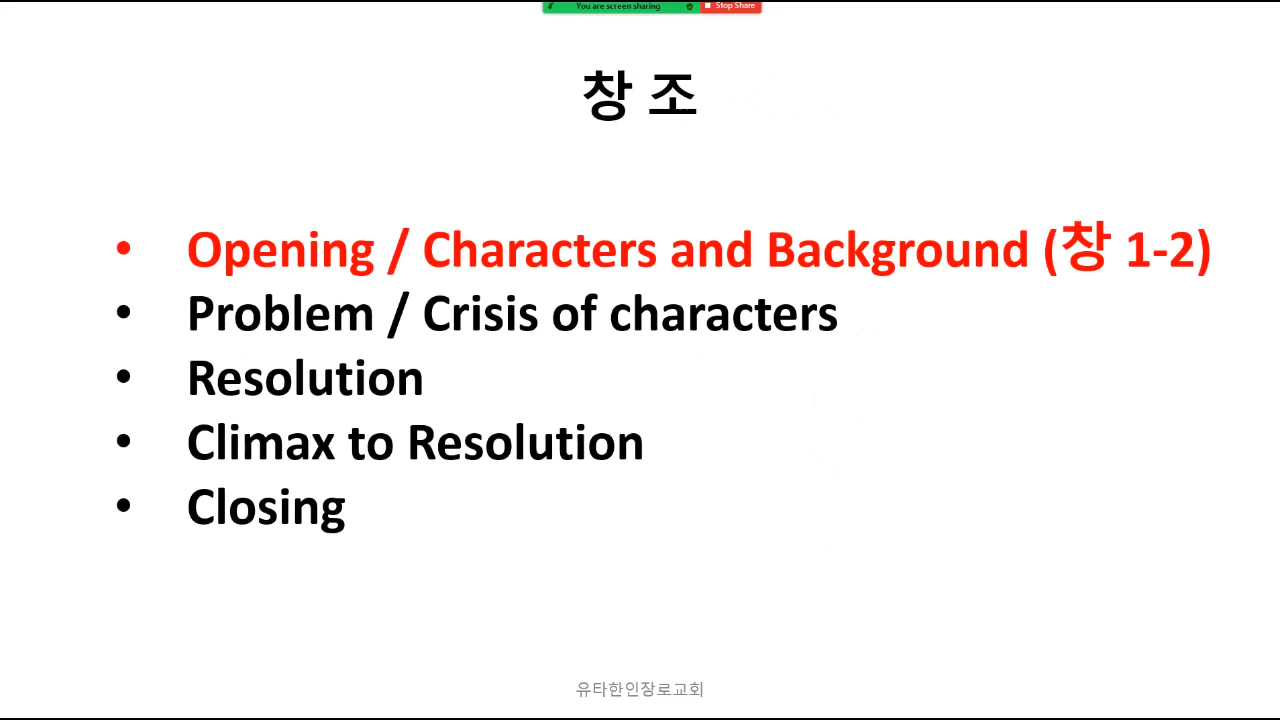 You are screen sharing Stop Share
창 조
• Opening / Characters and Background (창 1-2)
• Problem / Crisis of characters
• Resolution
• Climax to Resolution
• Closing
유타한인장로교회